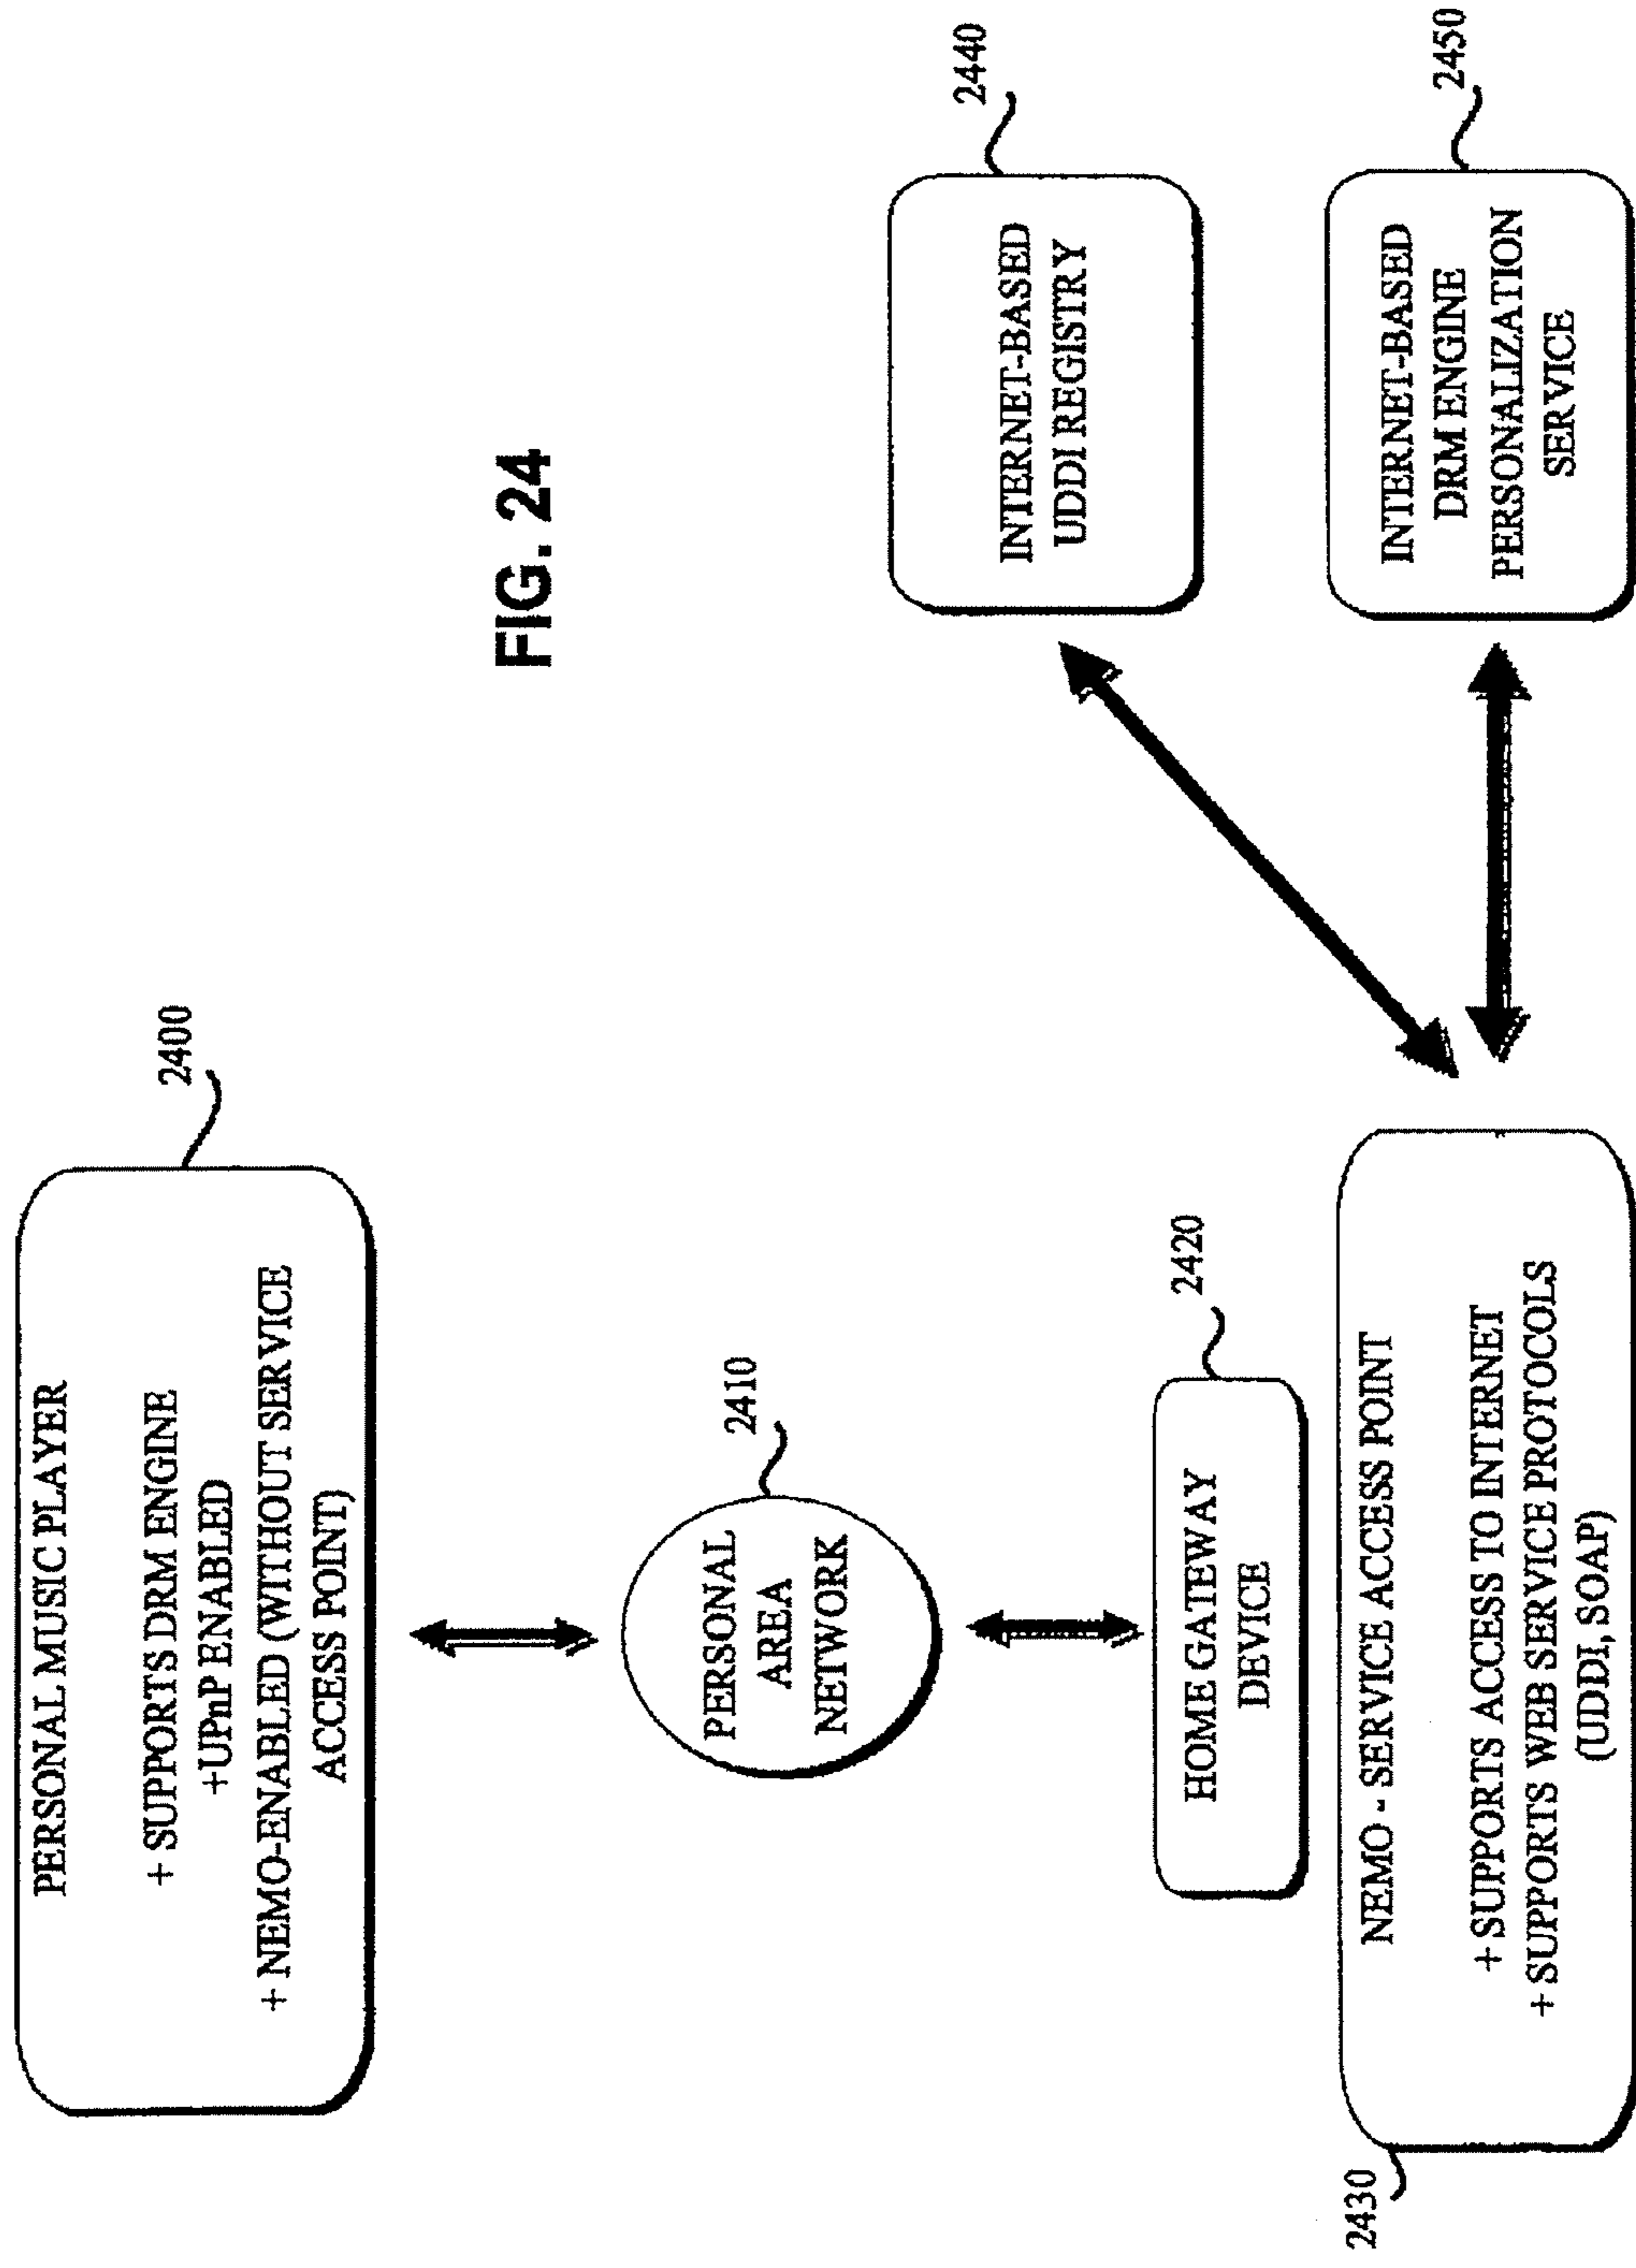 2400
PERSONAL MUSIC PLAYER
+ SUPPORTS DRM ENGINE
+UPnP ENABLED
+ NEMO-ENABLED (WITHOUT SERVICE
ACCESS POINT)
FIG. 24
2410
PERSONAL
AREA
NETWORK
2440
INTERNET-BASED
UDDI REGISTRY
2420
HOME GATEWAY
DEVICE
2450
INTERNET-BASED
DRM ENGINE
PERSONALIZATION
SERVICE
2430
NEMO - SERVICE ACCESS POINT
+ SUPPORTS ACCESS TO INTERNET
+ SUPPORTS WEB SERVICE PROTOCOLS
(UDDI, SOAP)